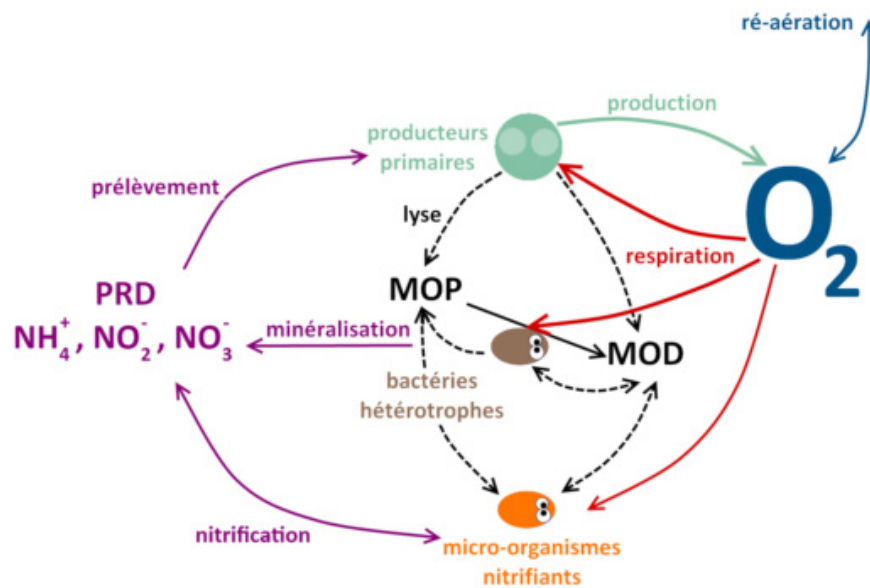 ré-aération
production
producteurs
primaires
prélèvement
lyse
O₂
respiration
PRD
MOP
NH₄⁺, NO₂⁻, NO₃⁻
minéralisation
MOD
bactéries
hétérotrophes
nitrification
micro-organismes
nitrifiants